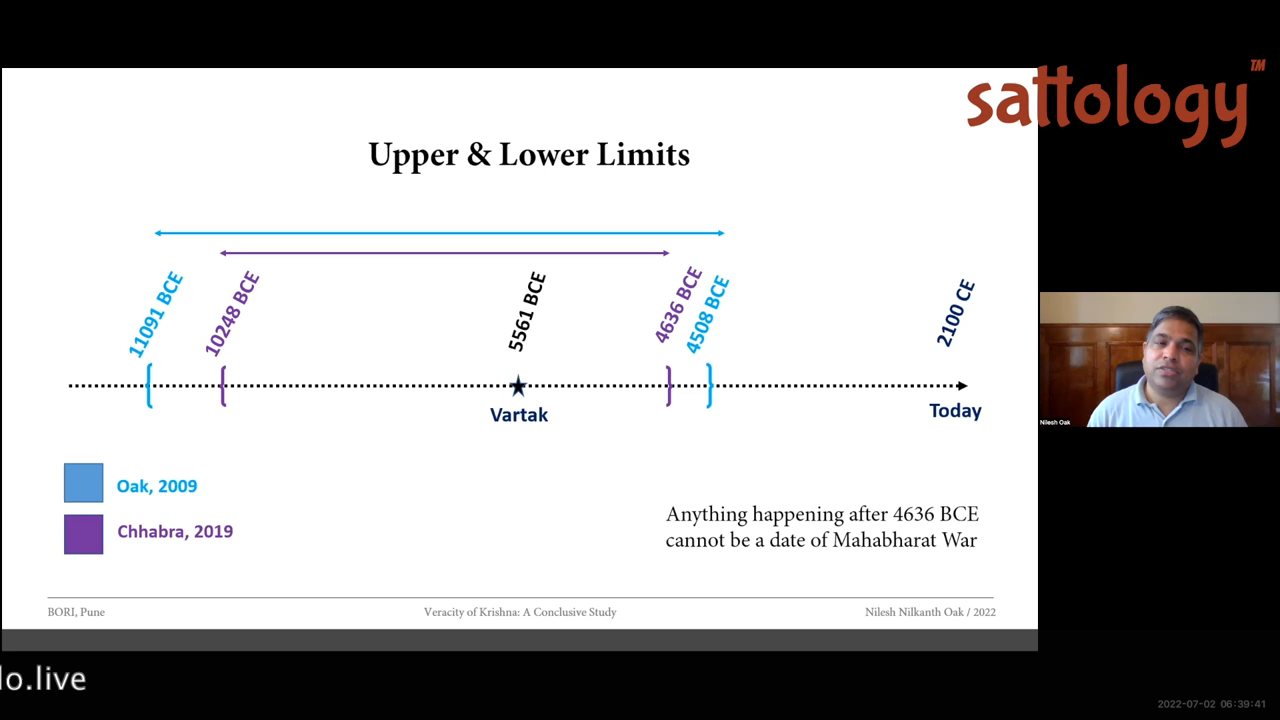 sattology™
Upper & Lower Limits
11091 BCE
10248 BCE
5561 BCE
4636 BCE
4508 BCE
2100 CE
Vartak
Today
Oak, 2009
Chhabra, 2019
Anything happening after 4636 BCE
cannot be a date of Mahabharat War
BORI, Pune
Veracity of Krishna: A Conclusive Study
Nilesh Nilkanth Oak / 2022
Nilesh Oak
lo.live
2022-07-02 06:39:41